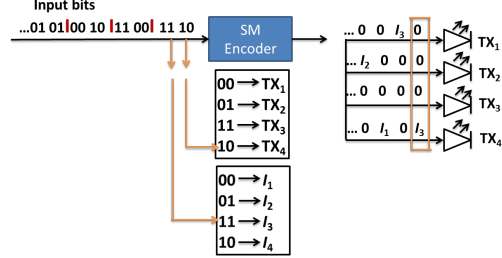 Input bits
...01 01 00 10 11 00 11 10
SM
Encoder
00 → TX1
01 → TX2
11 → TX3
10 → TX4
00 → I1
01 → I2
11 → I3
10 → I4
... 0 0 I3 0
TX1
... I2 0 0 0
TX2
... 0 0 0 0
TX3
... 0 I1 0 I3
TX4